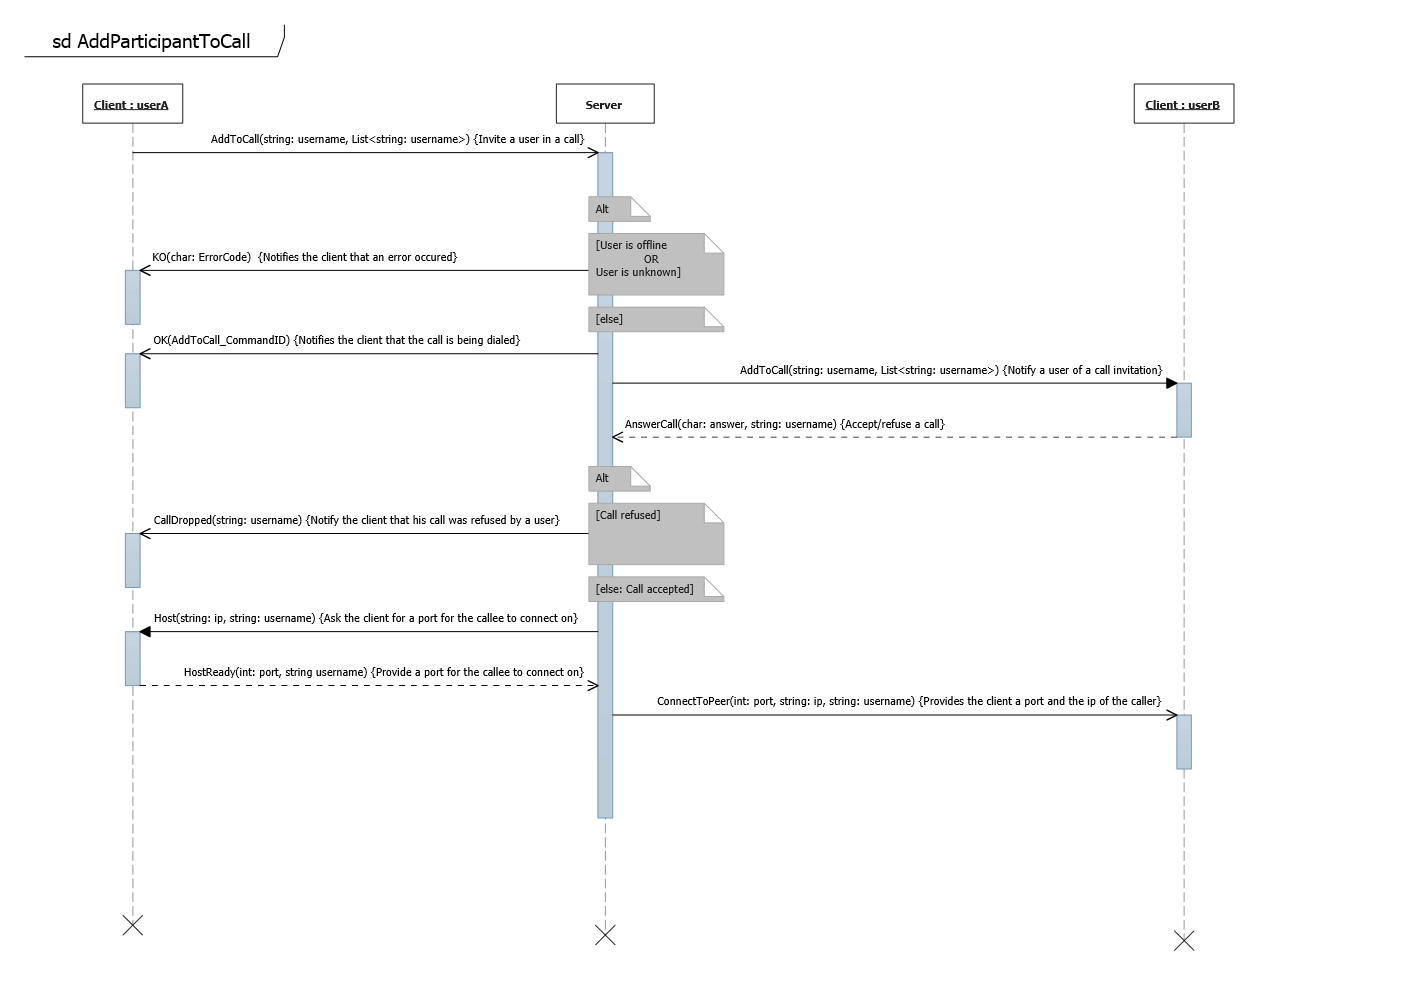 sd AddParticipantToCall
Client : userA
Server
Client : userB
AddToCall(string: username, List<string: username>) {Invite a user in a call}
Alt
[User is offline
OR
User is unknown]
KO(char: ErrorCode)  {Notifies the client that an error occured}
[else]
OK(AddToCall_CommandID) {Notifies the client that the call is being dialed}
AddToCall(string: username, List<string: username>) {Notify a user of a call invitation}
AnswerCall(char: answer, string: username) {Accept/refuse a call}
Alt
[Call refused]
CallDropped(string: username) {Notify the client that his call was refused by a user}
[else: Call accepted]
Host(string: ip, string: username) {Ask the client for a port for the callee to connect on}
HostReady(int: port, string username) {Provide a port for the callee to connect on}
ConnectToPeer(int: port, string: ip, string: username) {Provides the client a port and the ip of the caller}